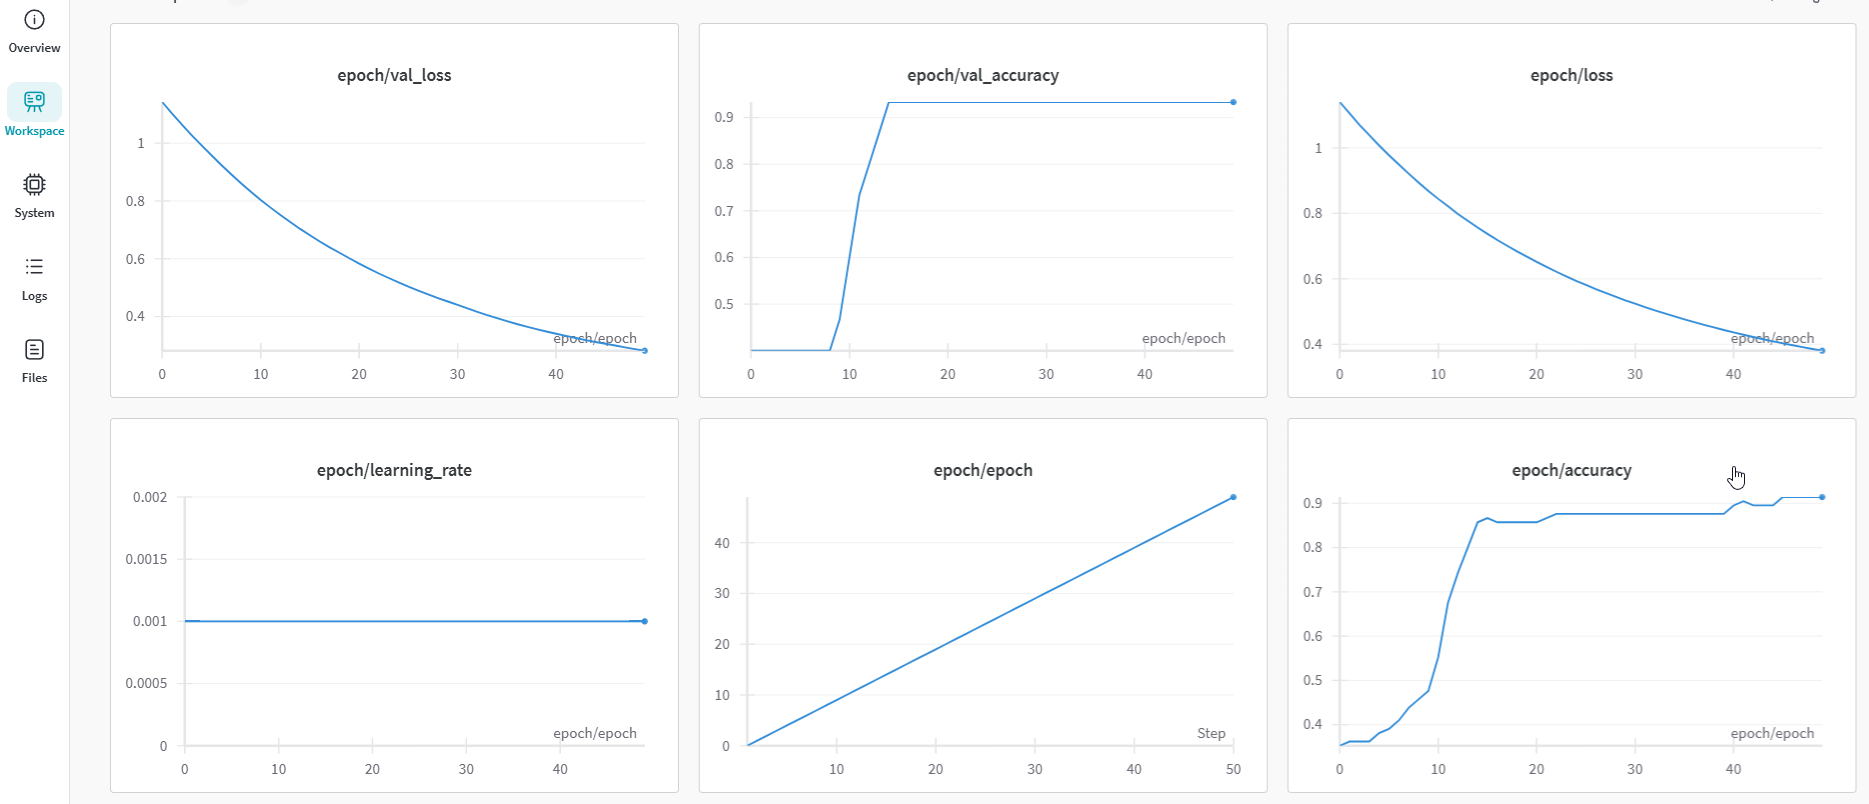 Overview
Workspace
System
Logs
Files
epoch/val_loss
1
0.8
0.6
0.4
epoch/epoch
0 10 20 30 40
epoch/val_accuracy
0.9
0.8
0.7
0.6
0.5
epoch/epoch
0 10 20 30 40
epoch/loss
1
0.8
0.6
0.4
epoch/epoch
0 10 20 30 40
epoch/learning_rate
0.002
0.0015
0.001
0.0005
0
epoch/epoch
0 10 20 30 40
epoch/epoch
40
30
20
10
0
Step
10 20 30 40 50
epoch/accuracy
0.9
0.8
0.7
0.6
0.5
0.4
epoch/epoch
0 10 20 30 40